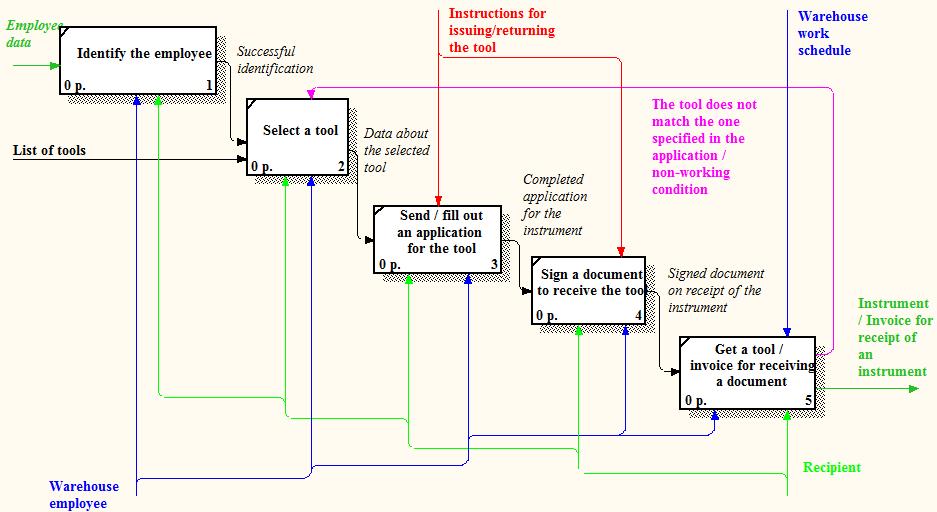 Employee
data
Identify the employee
0 p.
1
Successful
identification
Instructions for
issuing/returning
the tool
Warehouse
work
schedule
List of tools
Select a tool
0 p.
2
Data about
the selected
tool
The tool does not
match the one
specified in the
application /
non-working
condition
Send / fill out
an application
for the tool
0 p.
3
Completed
application
for the
instrument
Sign a document
to receive the tool
0 p.
4
Signed document
on receipt of the
instrument
Get a tool /
invoice for receiving
a document
0 p.
5
Instrument
/ Invoice for
receipt of
an
instrument
Recipient
Warehouse
employee